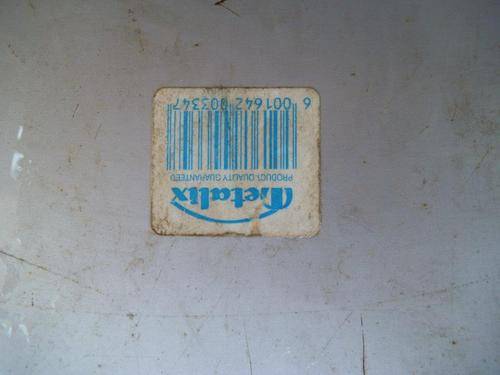 Metalix
PRODUCT QUALITY GUARANTEED
6 001642 003347